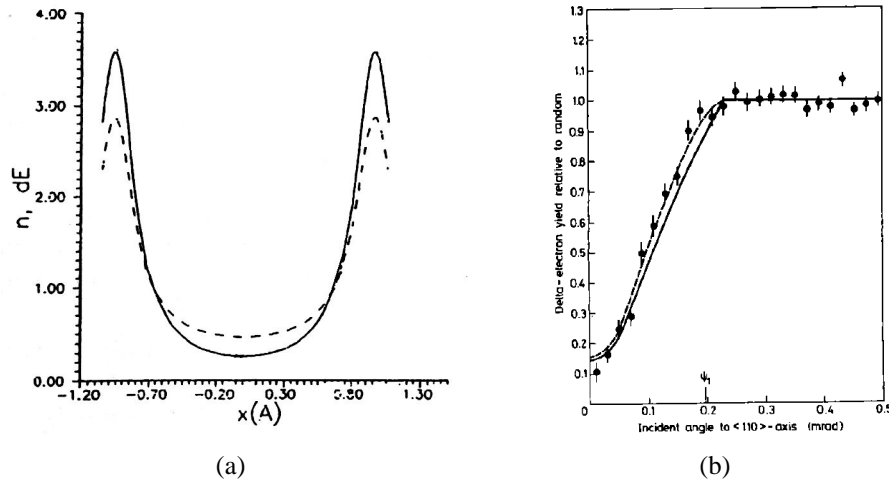 4.00
3.00
2.00
1.00
0.00
n, dE
−1.20 −0.70 −0.20 0.30 1.30
x(A)
(a)
Delta-electron yield relative to random
1.3
1.2
1.1
1.0
0.9
0.8
0.7
0.6
0.5
0.4
0.3
0.2
0.1
ψ₁
0 0.1 0.2 0.3 0.4 0.5
Incident angle to <110>-axis (mrad)
(b)